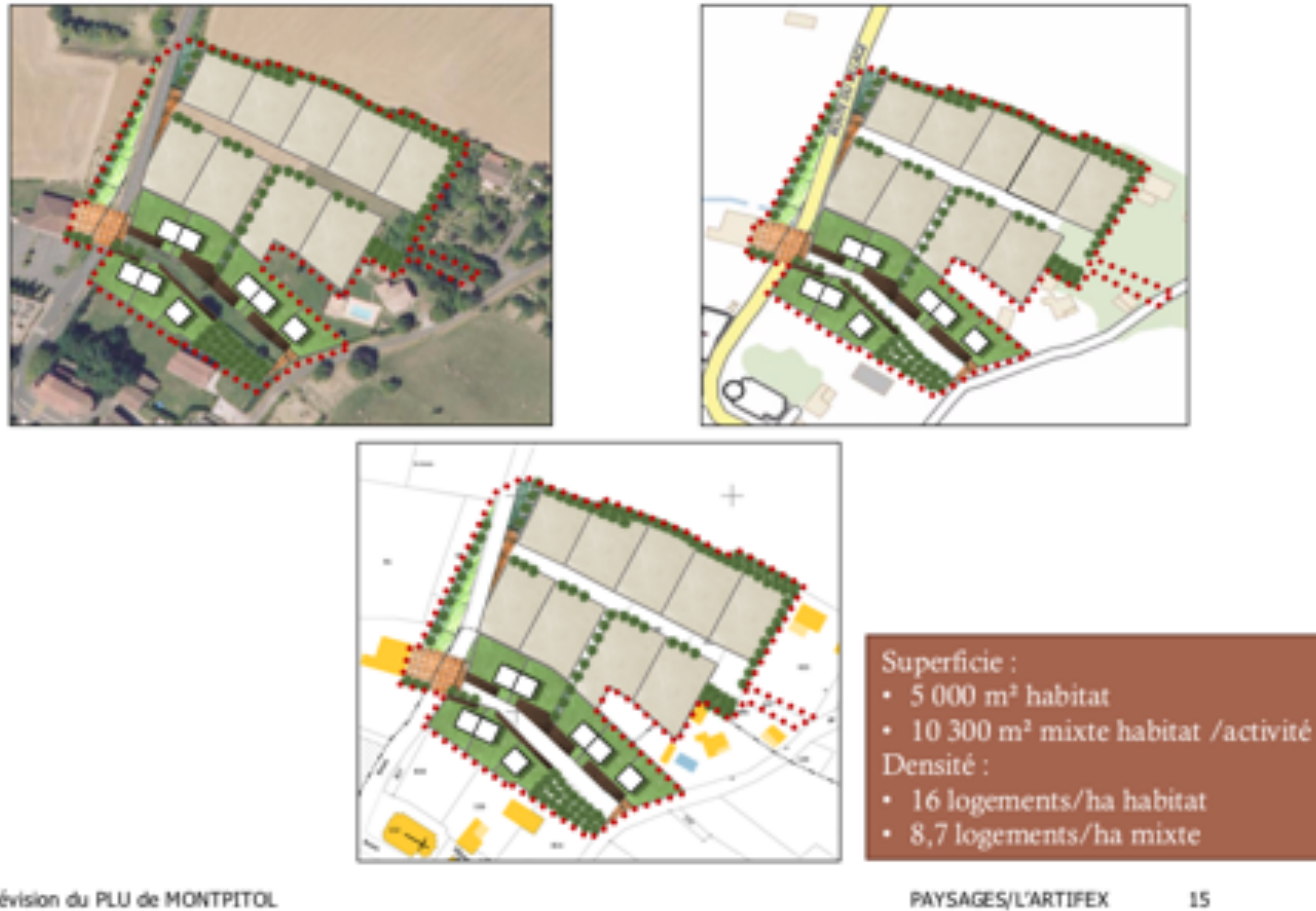 Superficie :
• 5 000 m² habitat
• 10 300 m² mixte habitat /activité
Densité :
• 16 logements/ha habitat
• 8,7 logements/ha mixte
évision du PLU de MONTPITOL
PAYSAGES/L'ARTIFEX 15